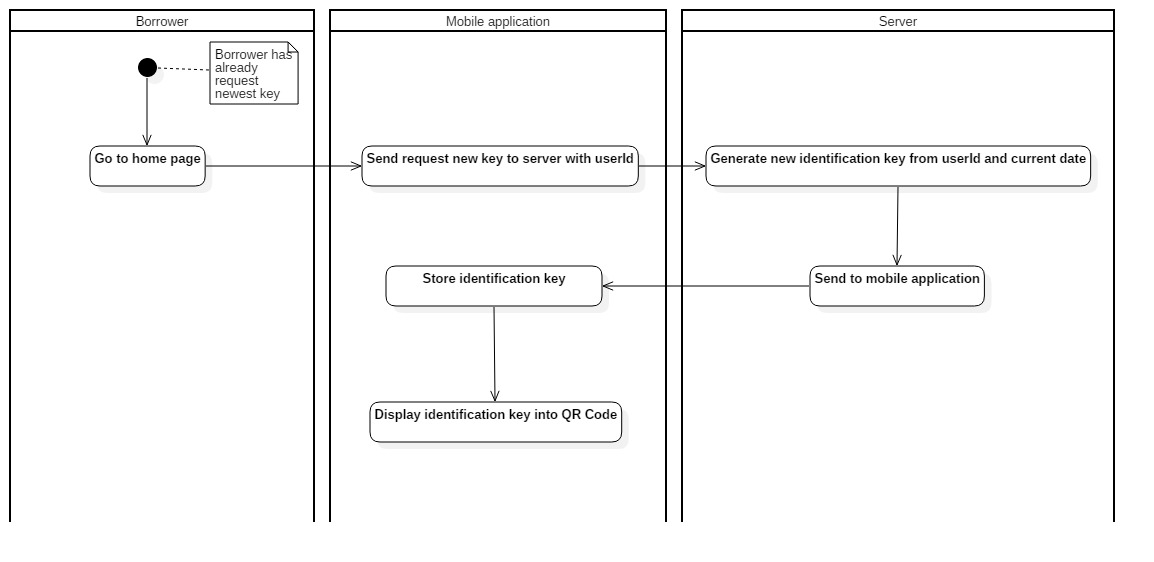 Borrower
Mobile application
Server
Borrower has
already
request
newest key
Go to home page
Send request new key to server with userId
Generate new identification key from userId and current date
Store identification key
Send to mobile application
Display identification key into QR Code